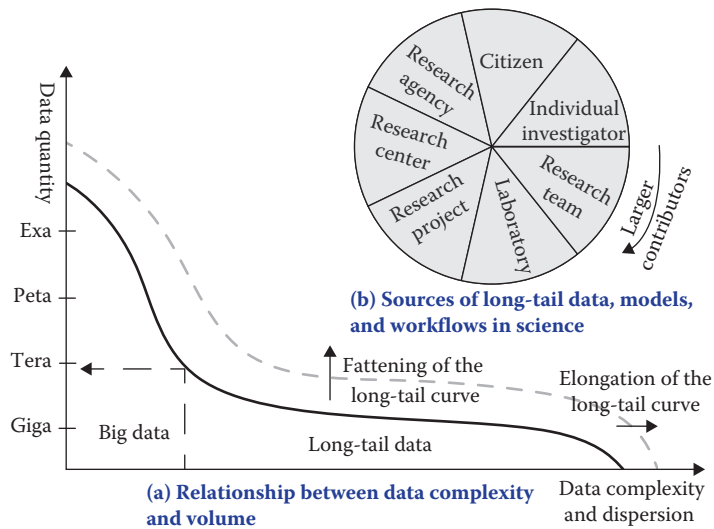 Data quantity
Exa
Peta
Tera
Giga
Big data
Long-tail data
Fattening of the
long-tail curve
Elongation of the
long-tail curve
Data complexity
and dispersion
(a) Relationship between data complexity
and volume
Citizen
Individual
investigator
Research
team
Laboratory
Research
project
Research
center
Research
agency
Larger
contributors
(b) Sources of long-tail data, models,
and workflows in science